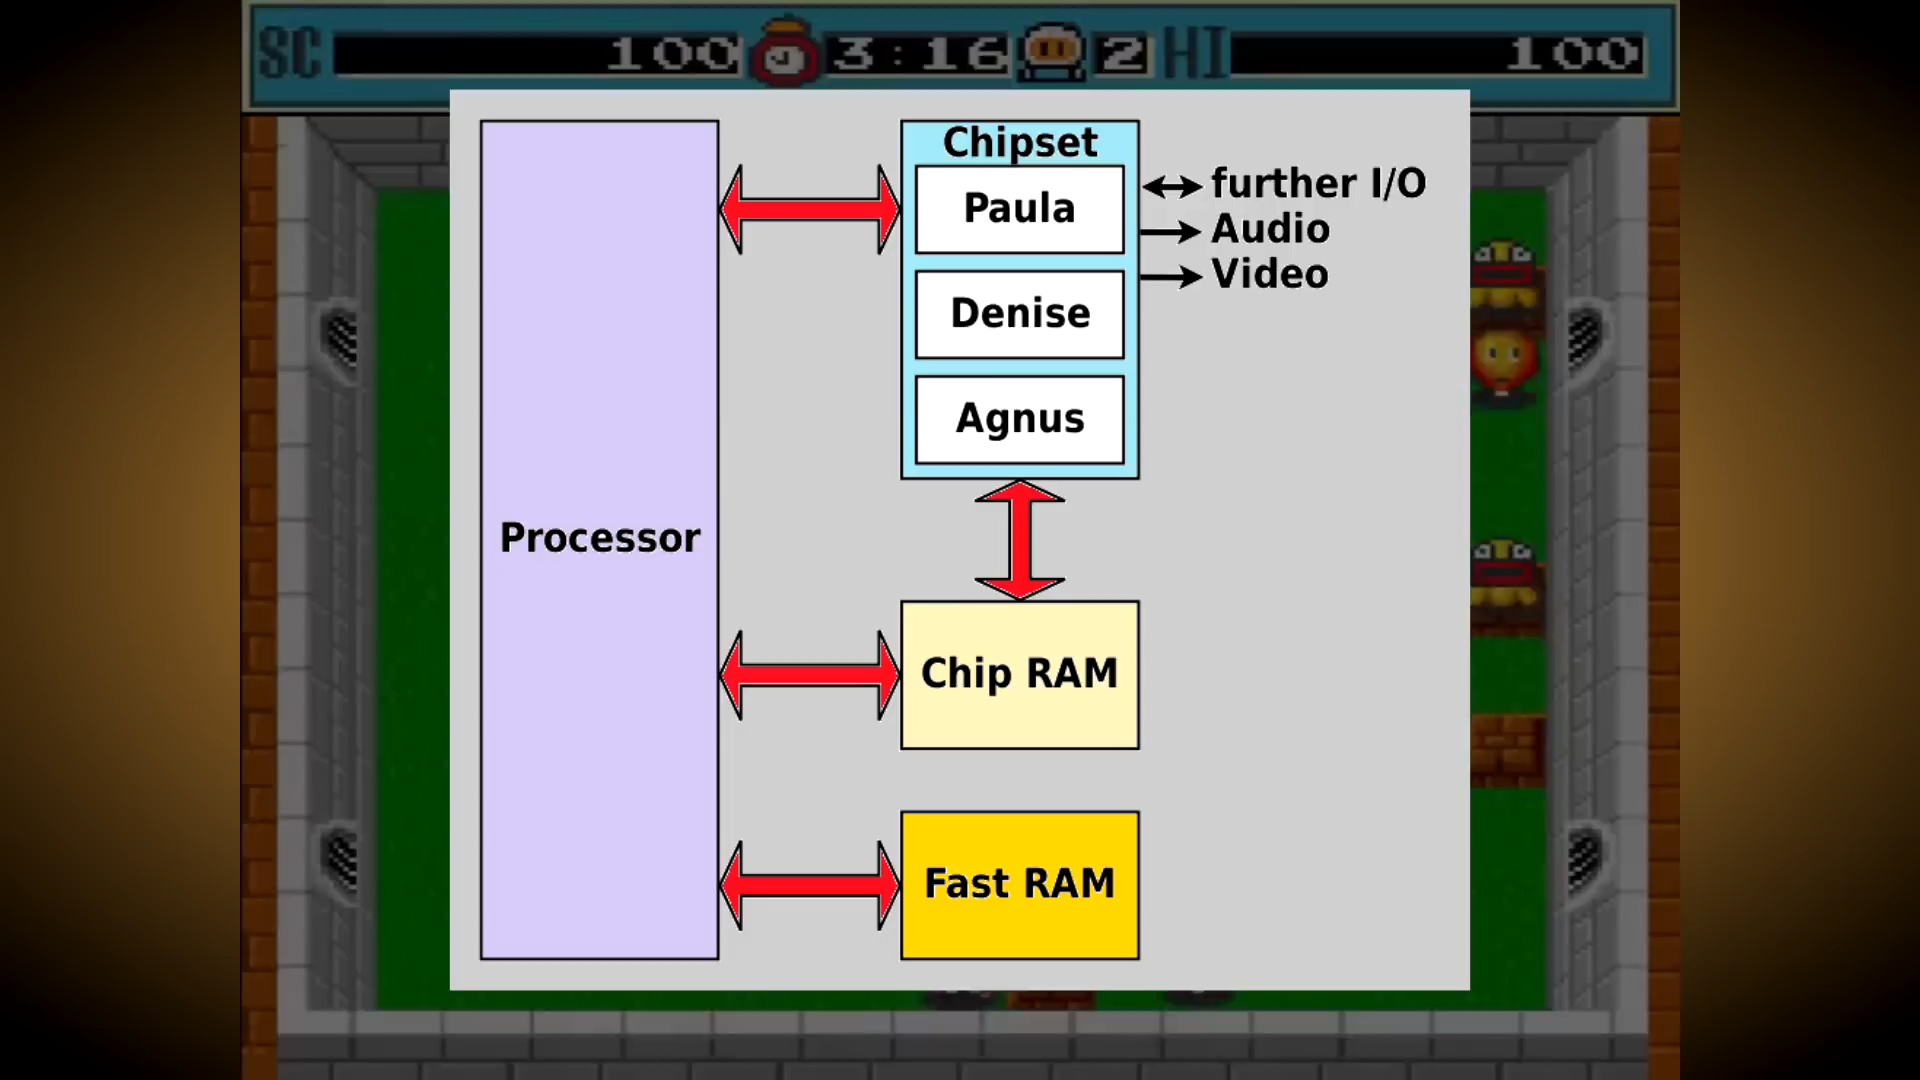 SC 100 3:16 2 HI 100
Chipset
Paula
Denise
Agnus
further I/O
Audio
Video
Processor
Chip RAM
Fast RAM